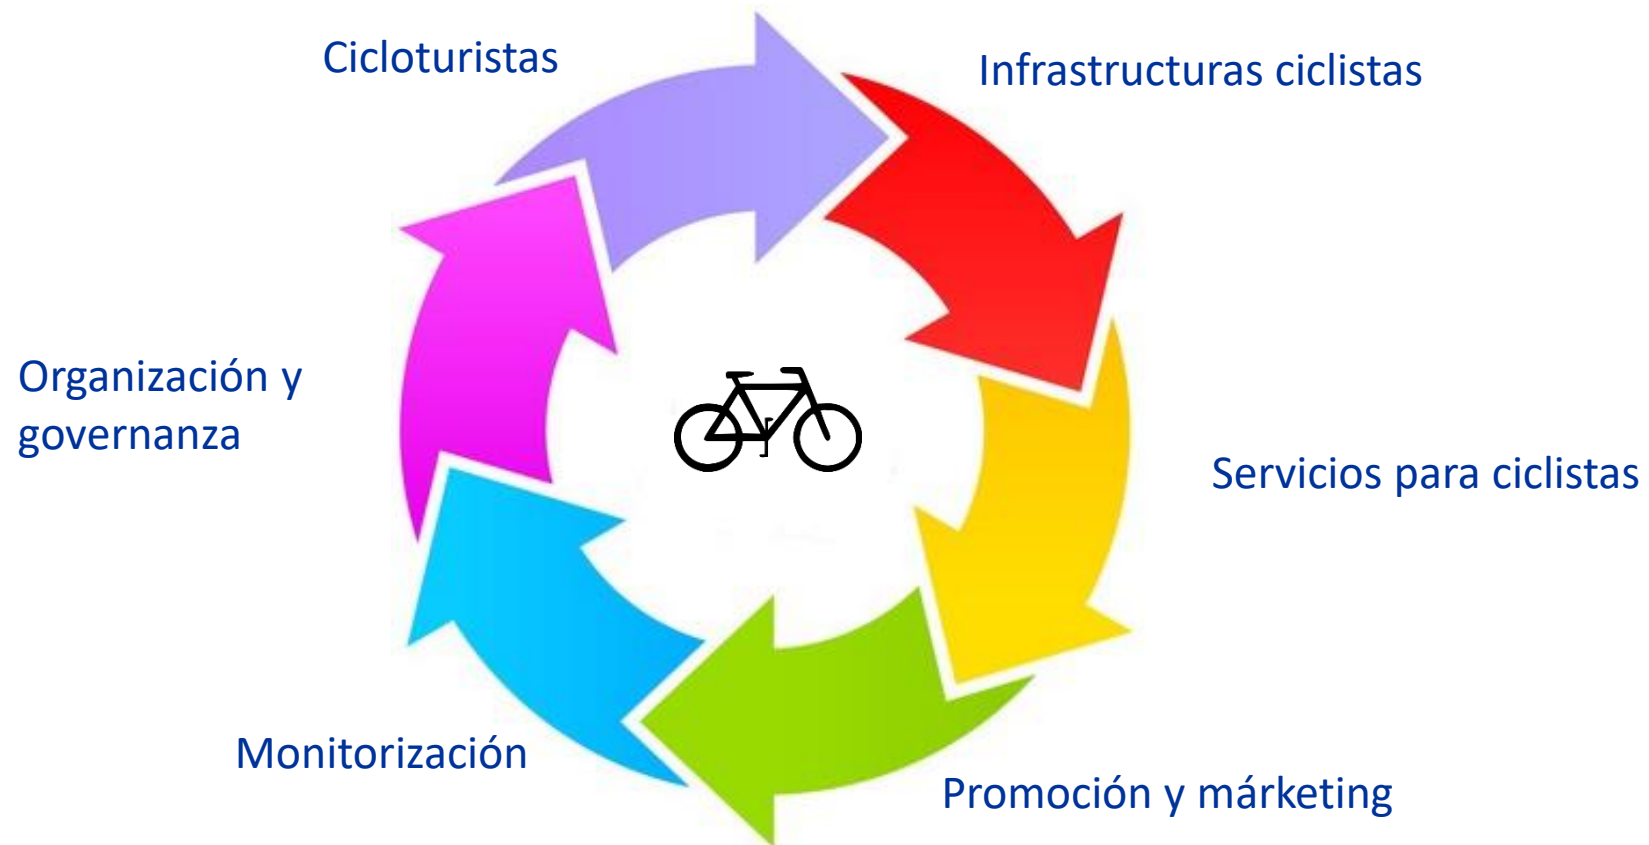 Cicloturistas
Infrastructuras ciclistas
Organización y
governanza
Servicios para ciclistas
Monitorización
Promoción y márketing